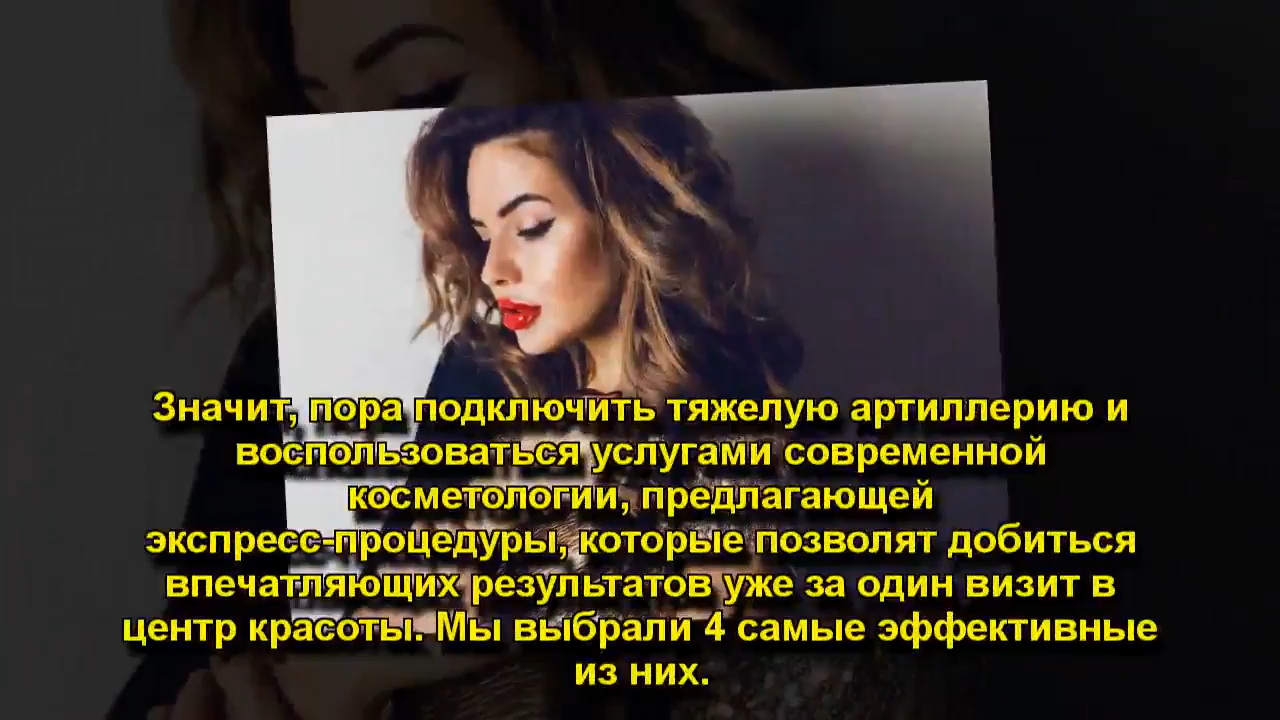 Значит, пора подключить тяжелую артиллерию и
воспользоваться услугами современной
косметологии, предлагающей
экспресс-процедуры, которые позволят добиться
впечатляющих результатов уже за один визит в
центр красоты. Мы выбрали 4 самые эффективные
из них.